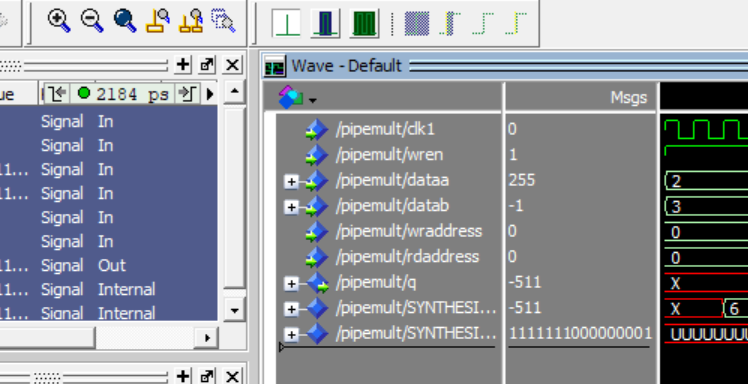 Wave - Default
ue
2184 ps
Msgs
Signal In
Signal In
11... Signal In
11... Signal In
Signal In
Signal In
11... Signal Out
11... Signal Internal
11... Signal Internal
/pipemult/clk1 0
/pipemult/wren 1
/pipemult/dataa 255 2
/pipemult/datab -1 3
/pipemult/wraddress 0 0
/pipemult/rdaddress 0 0
/pipemult/q -511 X
/pipemult/SYNTHESI... -511 X 6
/pipemult/SYNTHESI... 1111111000000001 UUUUUUUU